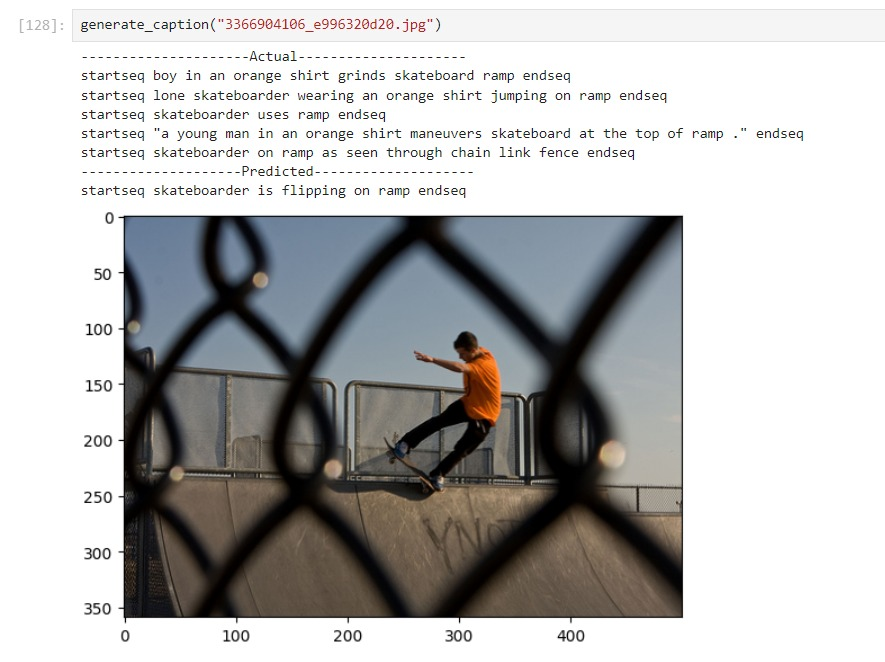 [128]: generate_caption("3366904106_e996320d20.jpg")
---------------------Actual---------------------
startseq boy in an orange shirt grinds skateboard ramp endseq
startseq lone skateboarder wearing an orange shirt jumping on ramp endseq
startseq skateboarder uses ramp endseq
startseq "a young man in an orange shirt maneuvers skateboard at the top of ramp ." endseq
startseq skateboarder on ramp as seen through chain link fence endseq
--------------------Predicted--------------------
startseq skateboarder is flipping on ramp endseq
0
50
100
150
200
250
YNOT
300
350
0 100 200 300 400